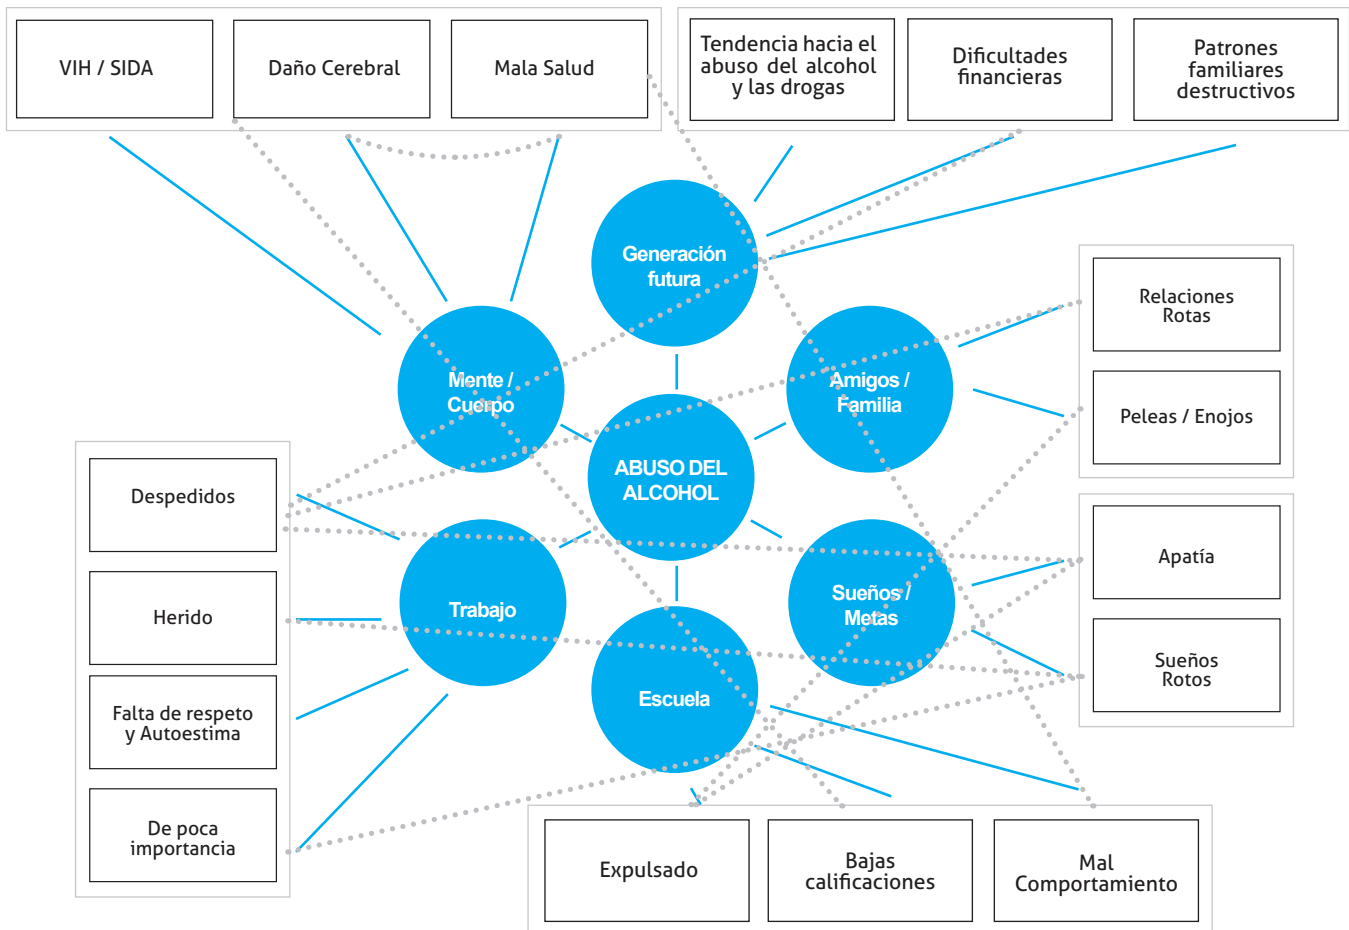 VIH / SIDA
Daño Cerebral
Mala Salud
Tendencia hacia el
abuso del alcohol
y las drogas
Dificultades
financieras
Patrones
familiares
destructivos
Generación
futura
Relaciones
Rotas
Mente /
Cuerpo
Amigos /
Familia
Peleas / Enojos
ABUSO DEL
ALCOHOL
Despedidos
Apatía
Herido
Trabajo
Sueños /
Metas
Sueños
Rotos
Escuela
Falta de respeto
y Autoestima
De poca
importancia
Expulsado
Bajas
calificaciones
Mal
Comportamiento